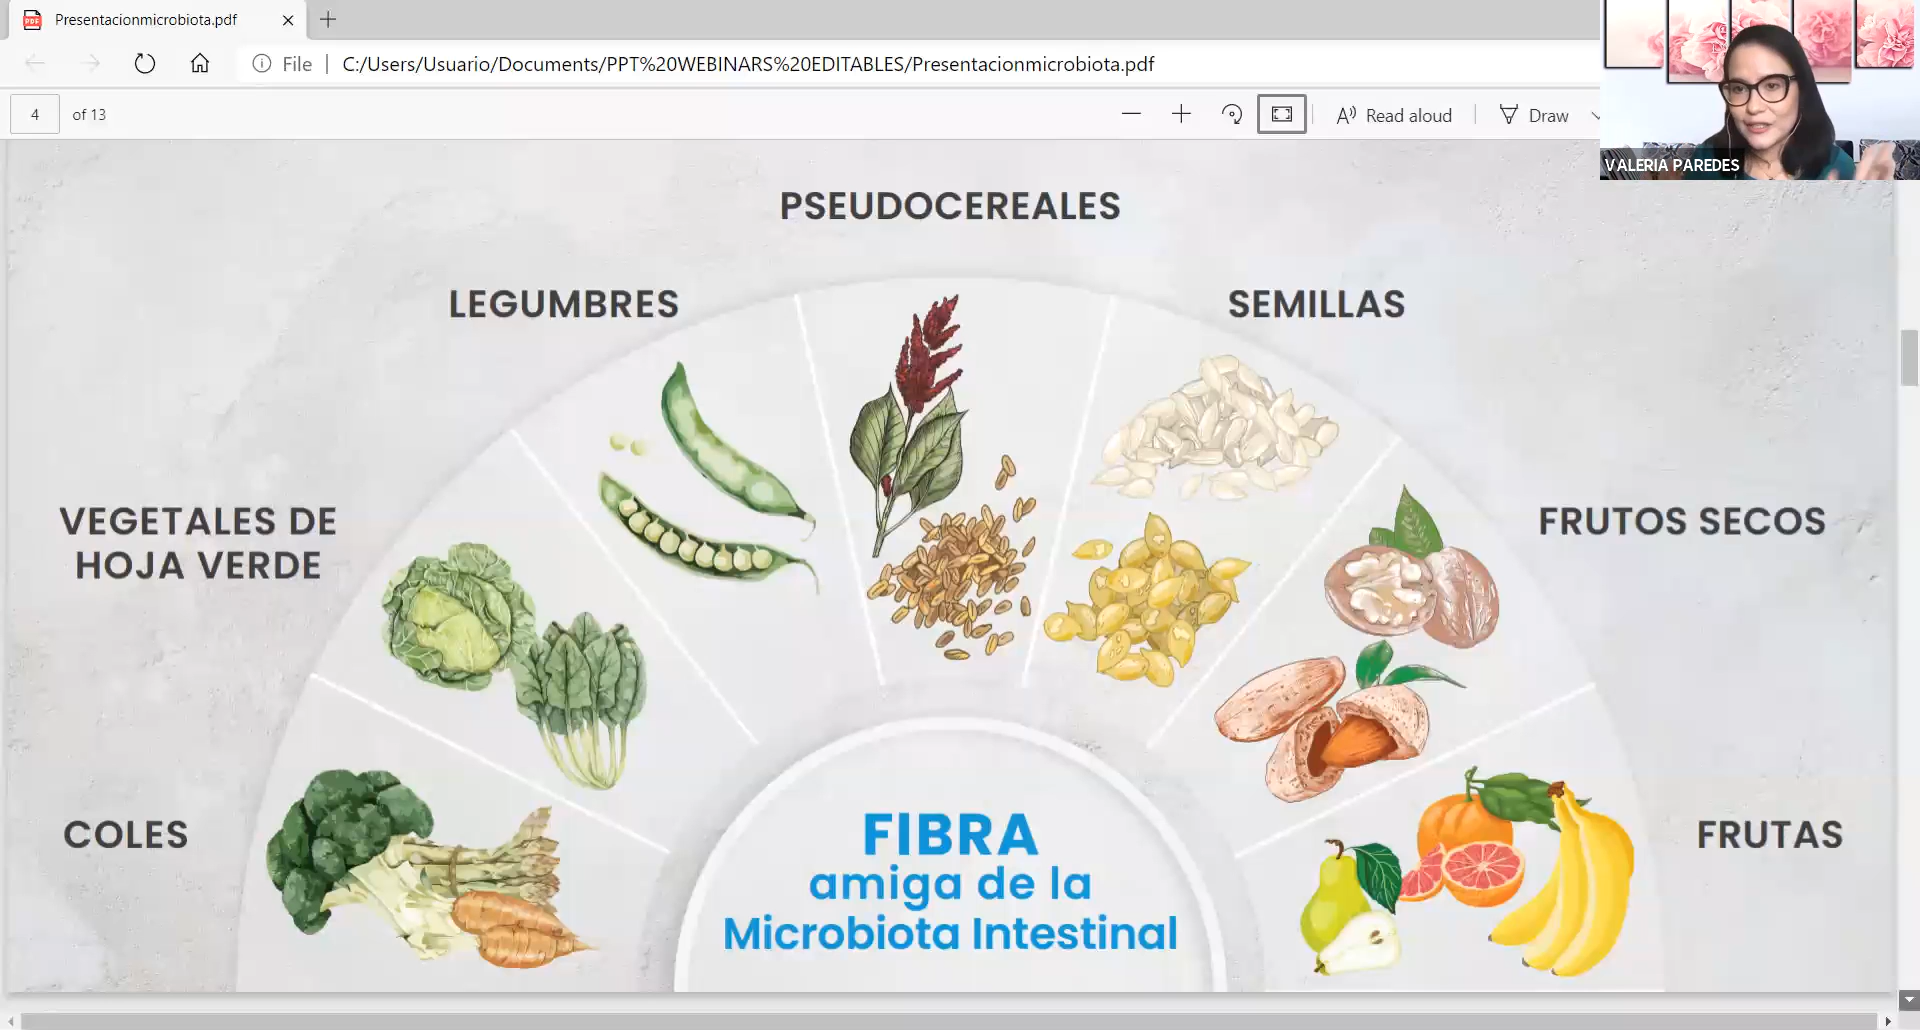 Presentacionmicrobiota.pdf
File
C:/Users/Usuario/Documents/PPT%20WEBINARS%20EDITABLES/Presentacionmicrobiota.pdf
4 of 13
Read aloud
Draw
VALERIA PAREDES
PSEUDOCEREALES
LEGUMBRES
SEMILLAS
VEGETALES DE
HOJA VERDE
FRUTOS SECOS
COLES
FRUTAS
FIBRA
amiga de la
Microbiota Intestinal